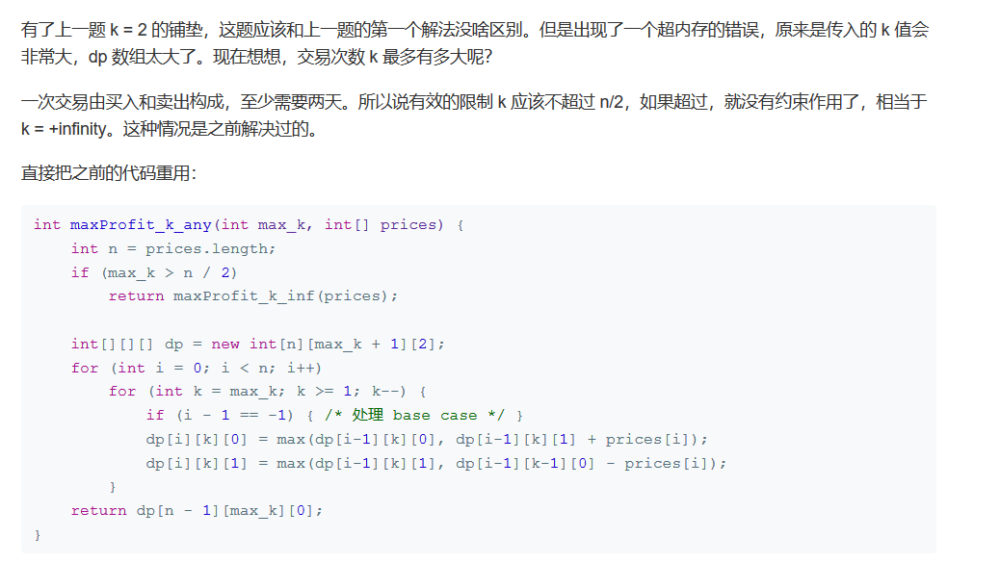 有了上一题 k = 2 的铺垫，这题应该和上一题的第一个解法没啥区别。但是出现了一个超内存的错误，原来是传入的 k 值会
非常大，dp 数组太大了。现在想想，交易次数 k 最多有多大呢？
一次交易由买入和卖出构成，至少需要两天。所以说有效的限制 k 应该不超过 n/2，如果超过，就没有约束作用了，相当于
k = +infinity。这种情况是之前解决过的。
直接把之前的代码重用：
int maxProfit_k_any(int max_k, int[] prices) {
    int n = prices.length;
    if (max_k > n / 2)
        return maxProfit_k_inf(prices);
    int[][][] dp = new int[n][max_k + 1][2];
    for (int i = 0; i < n; i++)
        for (int k = max_k; k >= 1; k--) {
            if (i - 1 == -1) { /* 处理 base case */ }
            dp[i][k][0] = max(dp[i-1][k][0], dp[i-1][k][1] + prices[i]);
            dp[i][k][1] = max(dp[i-1][k][1], dp[i-1][k-1][0] - prices[i]);
        }
    return dp[n - 1][max_k][0];
}